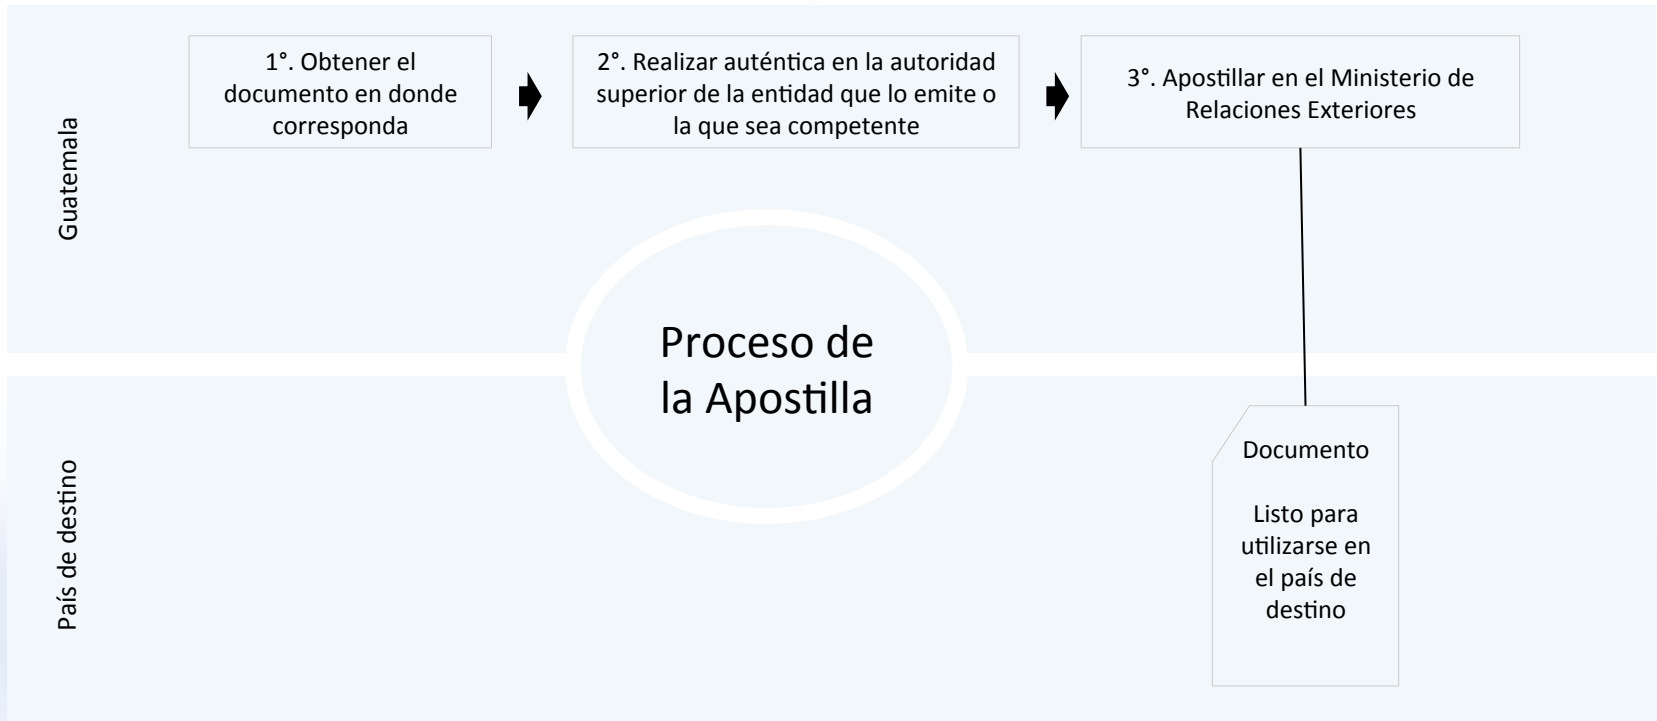 Guatemala
1°. Obtener el
documento en donde
corresponda
2°. Realizar auténtica en la autoridad
superior de la entidad que lo emite o
la que sea competente
3°. Apostillar en el Ministerio de
Relaciones Exteriores
Proceso de
la Apostilla
País de destino
Documento
Listo para
utilizarse en
el país de
destino